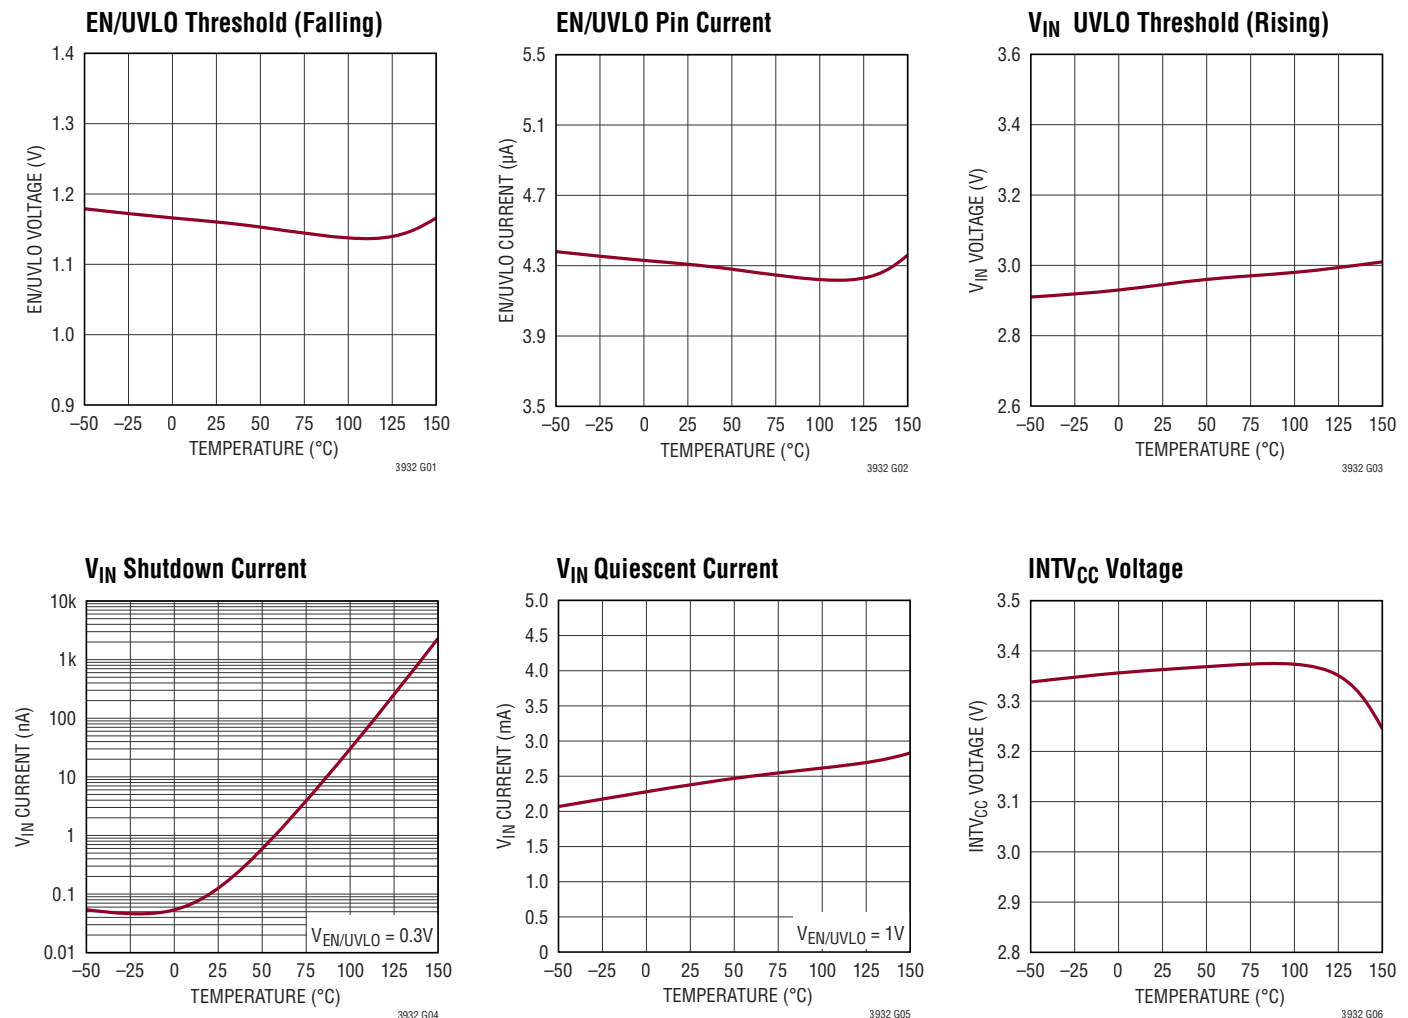 EN/UVLO Threshold (Falling)
1.4
1.3
1.2
1.1
1.0
0.9
EN/UVLO VOLTAGE (V)
–50 –25 0 25 50 75 100 125 150
TEMPERATURE (°C)
3932 G01
EN/UVLO Pin Current
5.5
5.1
4.7
4.3
3.9
3.5
EN/UVLO CURRENT (µA)
–50 –25 0 25 50 75 100 125 150
TEMPERATURE (°C)
3932 G02
VIN UVLO Threshold (Rising)
3.6
3.4
3.2
3.0
2.8
2.6
VIN VOLTAGE (V)
–50 –25 0 25 50 75 100 125 150
TEMPERATURE (°C)
3932 G03
VIN Shutdown Current
10k
1k
100
10
1
0.1
0.01
VIN CURRENT (nA)
VEN/UVLO = 0.3V
–50 –25 0 25 50 75 100 125 150
TEMPERATURE (°C)
3932 G04
VIN Quiescent Current
5.0
4.5
4.0
3.5
3.0
2.5
2.0
1.5
1.0
0.5
0
VIN CURRENT (mA)
VEN/UVLO = 1V
–50 –25 0 25 50 75 100 125 150
TEMPERATURE (°C)
3932 G05
INTVCC Voltage
3.5
3.4
3.3
3.2
3.1
3.0
2.9
2.8
INTVCC VOLTAGE (V)
–50 –25 0 25 50 75 100 125 150
TEMPERATURE (°C)
3932 G06